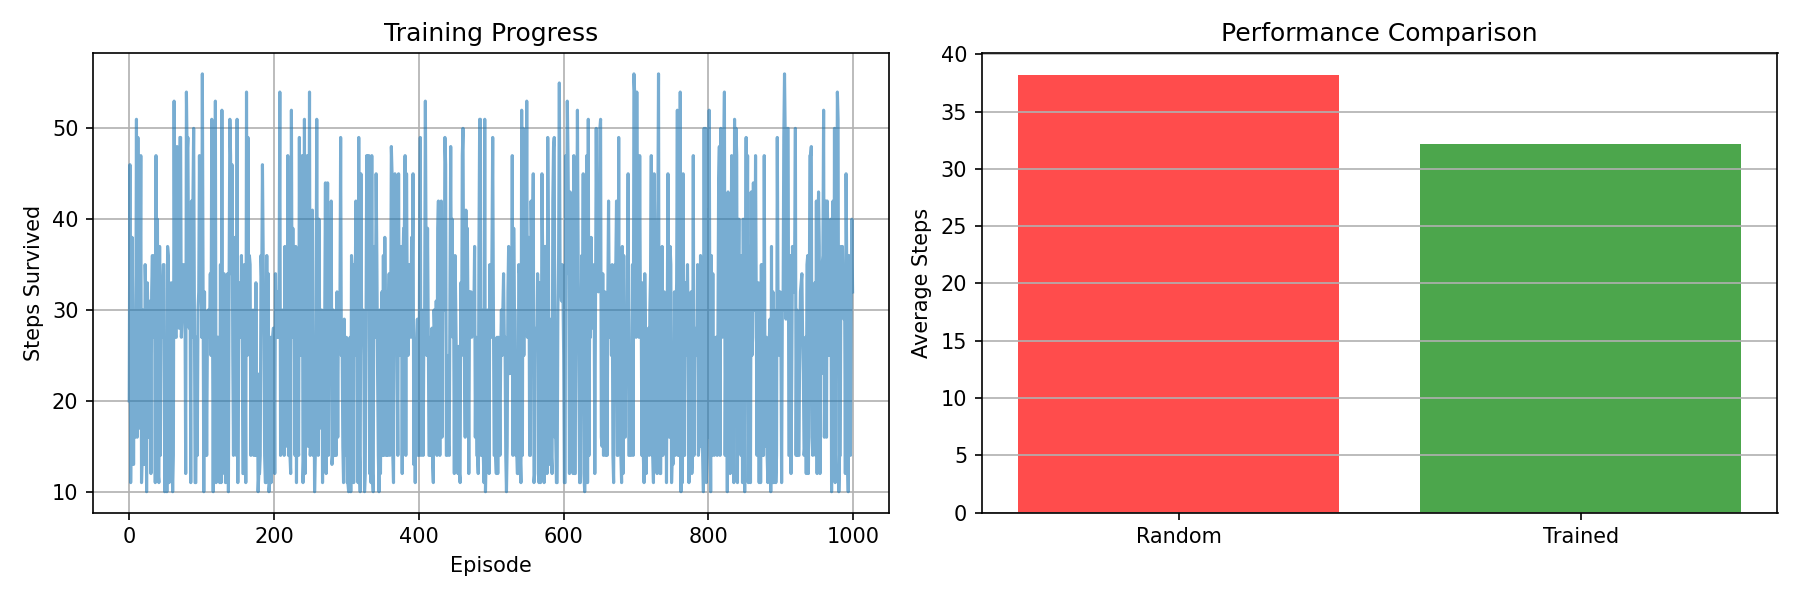 Training Progress
Steps Survived
50
40
30
20
10
0 200 400 600 800 1000
Episode
Performance Comparison
Average Steps
40
35
30
25
20
15
10
5
0
Random Trained